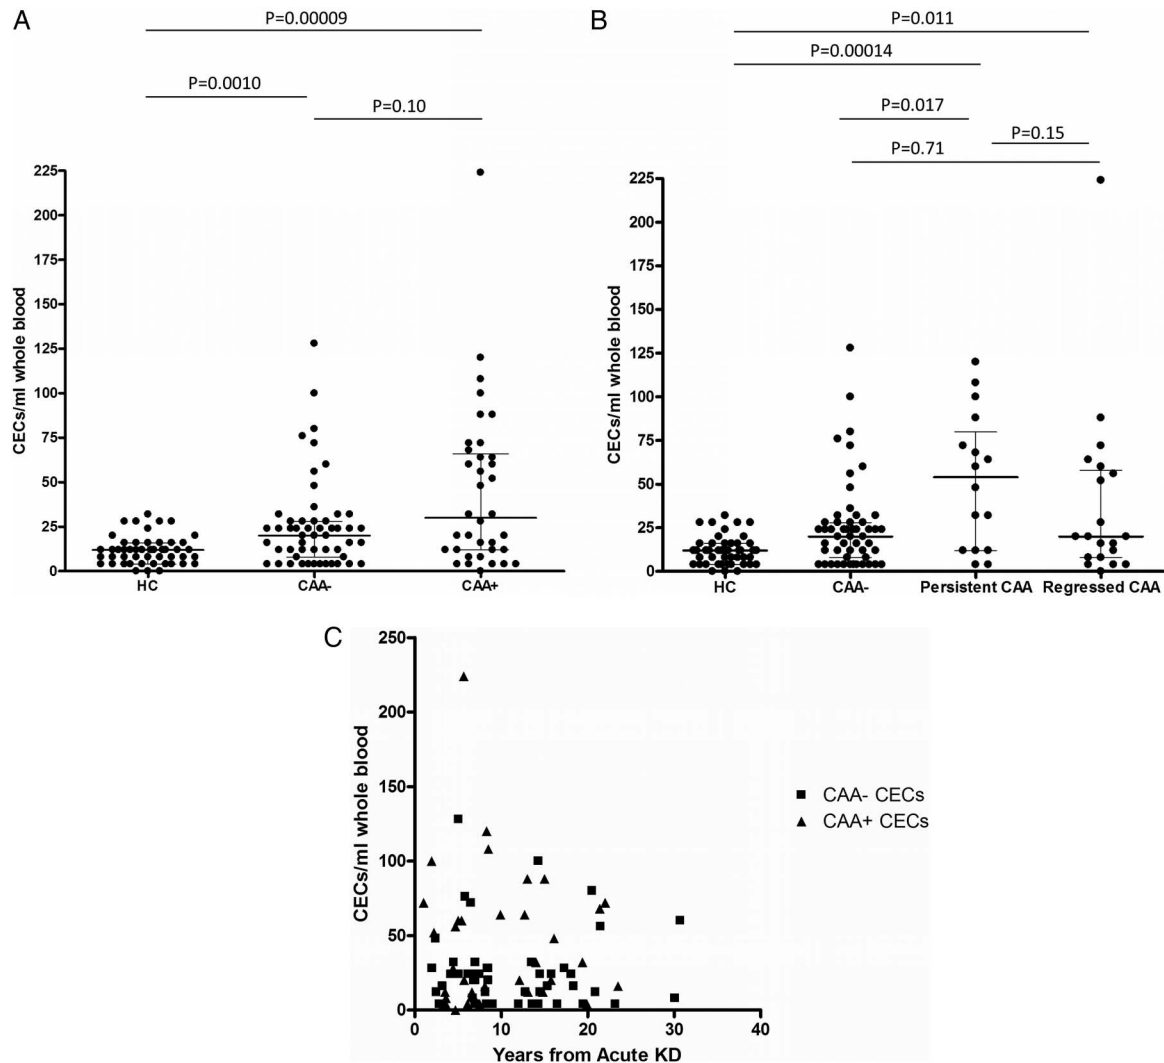 A
P=0.00009
P=0.0010
P=0.10
225
200
175
150
125
100
75
50
25
0
CECs/ml whole blood
HC CAA- CAA+
B
P=0.011
P=0.00014
P=0.017
P=0.15
P=0.71
225
200
175
150
125
100
75
50
25
0
CECs/ml whole blood
HC CAA- Persistent CAA Regressed CAA
C
250
200
150
100
50
0
CECs/ml whole blood
0 10 20 30 40
Years from Acute KD
CAA- CECs
CAA+ CECs